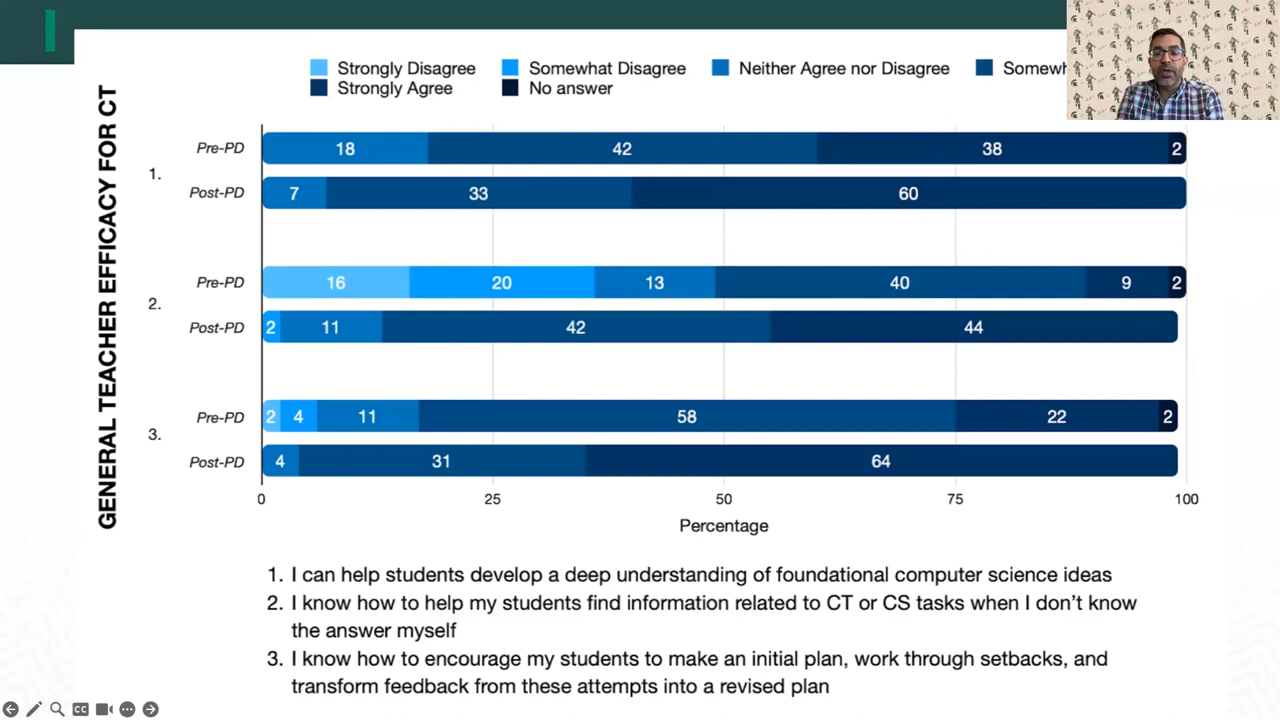 Strongly Disagree Somewhat Disagree Neither Agree nor Disagree
Strongly Agree No answer
GENERAL TEACHER EFFICACY FOR CT
1.
Pre-PD 18 42 38 2
Post-PD 7 33 60
2.
Pre-PD 16 20 13 40 9 2
Post-PD 2 11 42 44
3.
Pre-PD 2 4 11 58 22 2
Post-PD 4 31 64
0 25 50 75 100
Percentage
1. I can help students develop a deep understanding of foundational computer science ideas
2. I know how to help my students find information related to CT or CS tasks when I don’t know
the answer myself
3. I know how to encourage my students to make an initial plan, work through setbacks, and
transform feedback from these attempts into a revised plan
CC